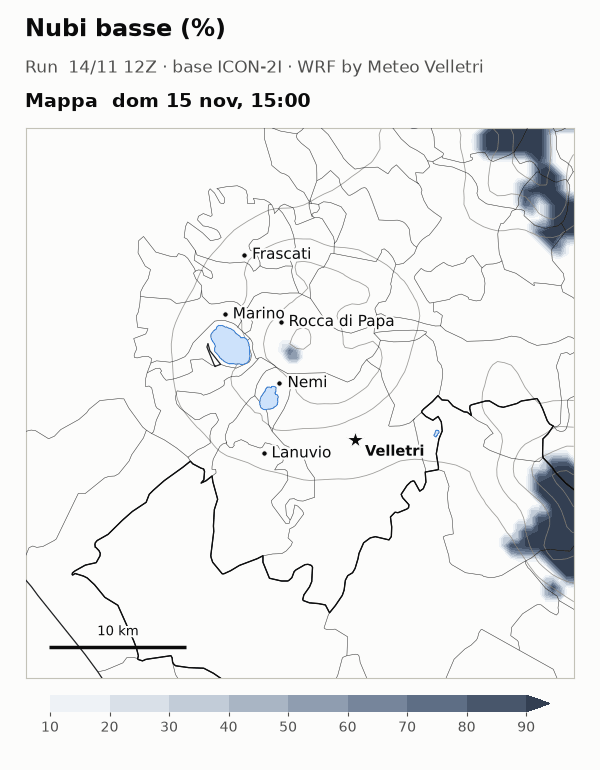 Nubi basse (%)
Run  14/11 12Z · base ICON-2I · WRF by Meteo Velletri
Mappa  dom 15 nov, 15:00
Frascati
Marino
Rocca di Papa
Nemi
Velletri
Lanuvio
10 km
10 20 30 40 50 60 70 80 90